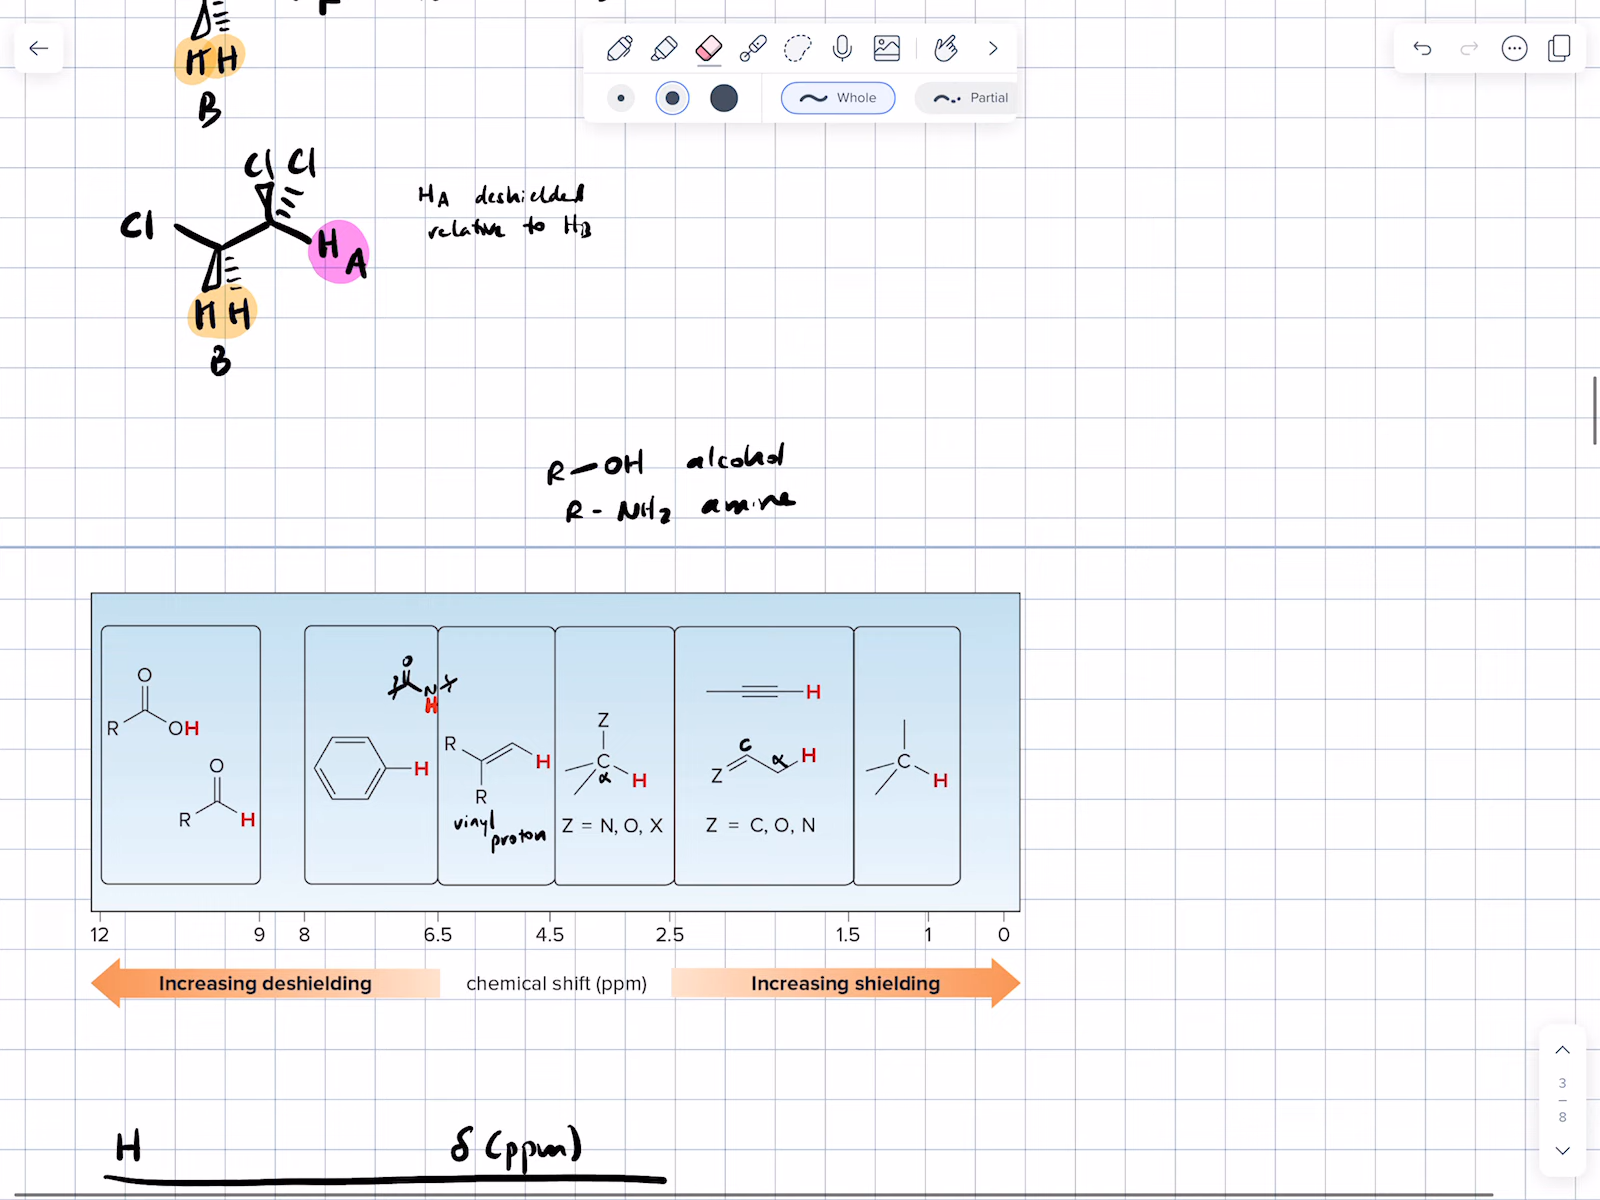 H H
B
Whole
Partial
Cl Cl
Cl
H A
H H
B
HA deshielded
relative to HB
R-OH alcohol
R-NH2 amine
O
R OH
O
R H
O
N
H
H
R
H
R
vinyl
proton
Z
C
α
H
Z = N, O, X
H
C
α
H
Z
Z = C, O, N
C
H
12 9 8 6.5 4.5 2.5 1.5 1 0
Increasing deshielding chemical shift (ppm) Increasing shielding
3
8
H δ (ppm)